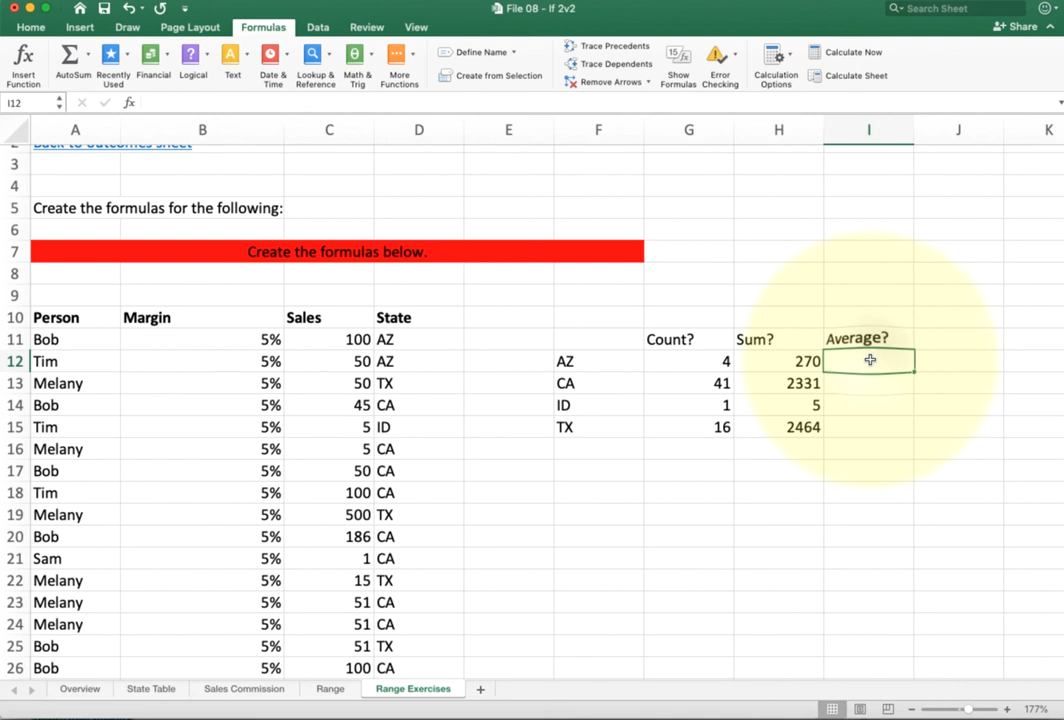 File 08 - If 2v2
Search Sheet
Home Insert Draw Page Layout Formulas Data Review View Share
fx Insert Function
AutoSum
Recently Used
Financial
Logical
Text
Date & Time
Lookup & Reference
Math & Trig
More Functions
Define Name
Create from Selection
Trace Precedents
Trace Dependents
Remove Arrows
Show Formulas
Error Checking
Calculation Options
Calculate Now
Calculate Sheet
I12 fx
A B C D E F G H I J K
2 Back to Outcomes sheet
3
4
5 Create the formulas for the following:
6
7 Create the formulas below.
8
9
10 Person Margin Sales State
11 Bob 5% 100 AZ Count? Sum? Average?
12 Tim 5% 50 AZ AZ 4 270
13 Melany 5% 50 TX CA 41 2331
14 Bob 5% 45 CA ID 1 5
15 Tim 5% 5 ID TX 16 2464
16 Melany 5% 5 CA
17 Bob 5% 50 CA
18 Tim 5% 100 CA
19 Melany 5% 500 TX
20 Bob 5% 186 CA
21 Sam 5% 1 CA
22 Melany 5% 15 TX
23 Melany 5% 51 CA
24 Melany 5% 51 CA
25 Bob 5% 51 TX
26 Bob 5% 100 CA
Overview State Table Sales Commission Range Range Exercises +
177%